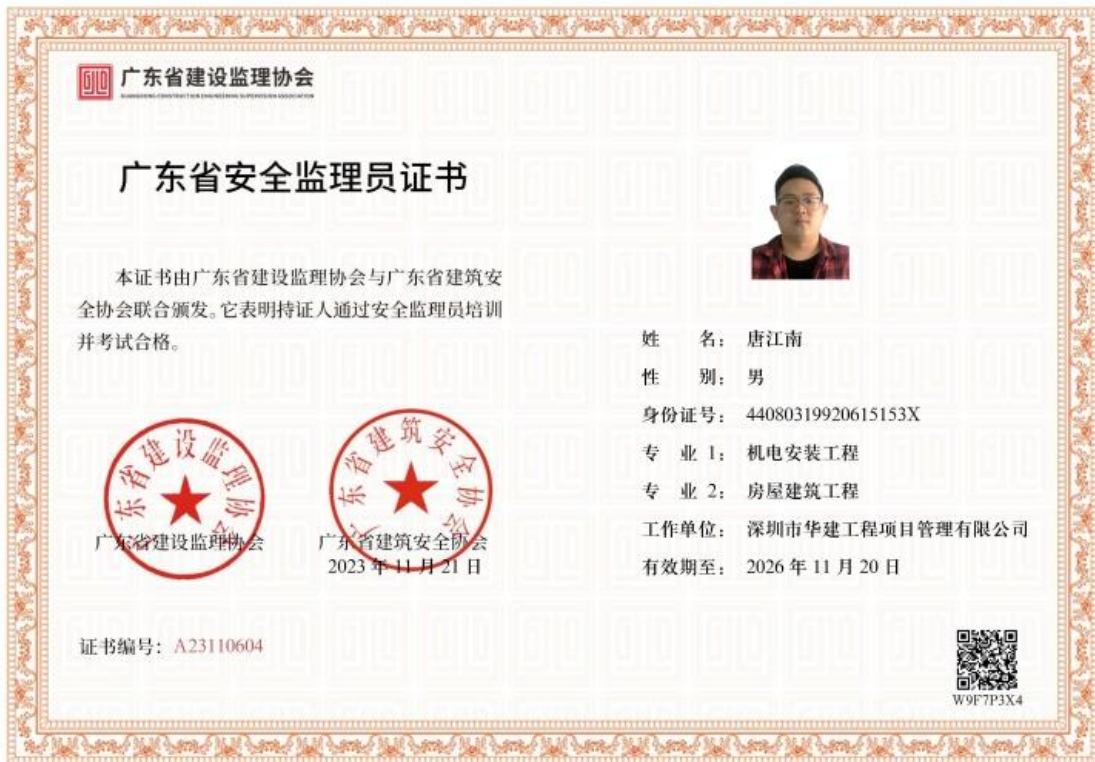 广东省建设监理协会
GUANGDONG CONSTRUCTION ENGINEERING SUPERVISION ASSOCIATION
广东省安全监理员证书
本证书由广东省建设监理协会与广东省建筑安
全协会联合颁发。它表明持证人通过安全监理员培训
并考试合格。
广东省建设监理协会
广东省建筑安全协会
广东省建设监理协会
广东省建筑安全协会
2023 年 11 月 21 日
证书编号：A23110604
姓 名：唐江南
性 别：男
身份证号：44080319920615153X
专 业 1：机电安装工程
专 业 2：房屋建筑工程
工作单位：深圳市华建工程项目管理有限公司
有效期至：2026 年 11 月 20 日
W9F7P3X4